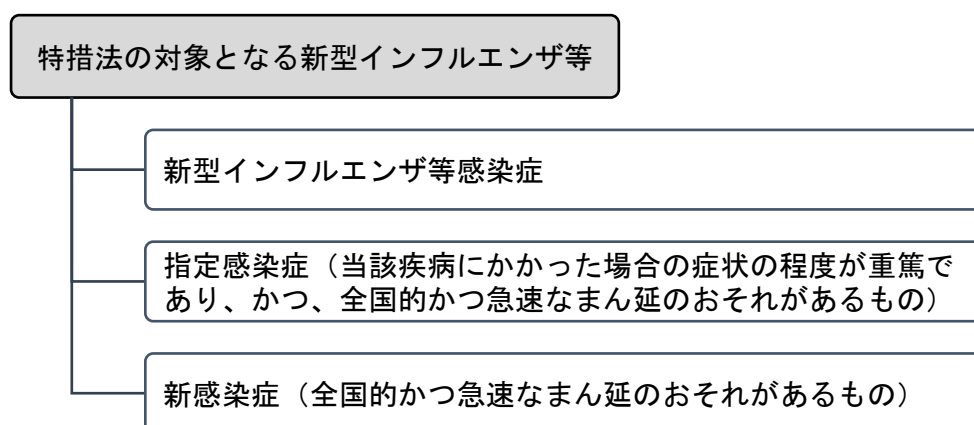 特措法の対象となる新型インフルエンザ等
新型インフルエンザ等感染症
指定感染症（当該疾病にかかった場合の症状の程度が重篤で
あり、かつ、全国的かつ急速なまん延のおそれがあるもの）
新感染症（全国的かつ急速なまん延のおそれがあるもの）